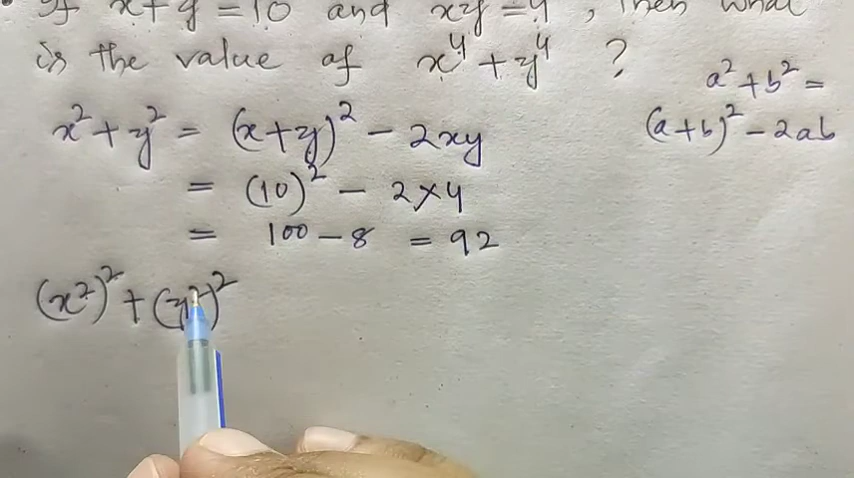 If x+y=10 and xy=4, then what
is the value of x⁴+y⁴ ?
a²+b²=
(a+b)²-2ab
x²+y² = (x+y)²-2xy
= (10)²-2×4
= 100-8 = 92
(x²)²+(y²)²